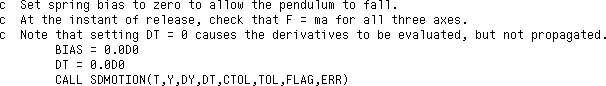 c  Set spring bias to zero to allow the pendulum to fall.
c  At the instant of release, check that F = ma for all three axes.
c  Note that setting DT = 0 causes the derivatives to be evaluated, but not propagated.
        BIAS = 0.0D0
        DT = 0.0D0
        CALL SDMOTION(T,Y,DY,DT,CTOL,TOL,FLAG,ERR)